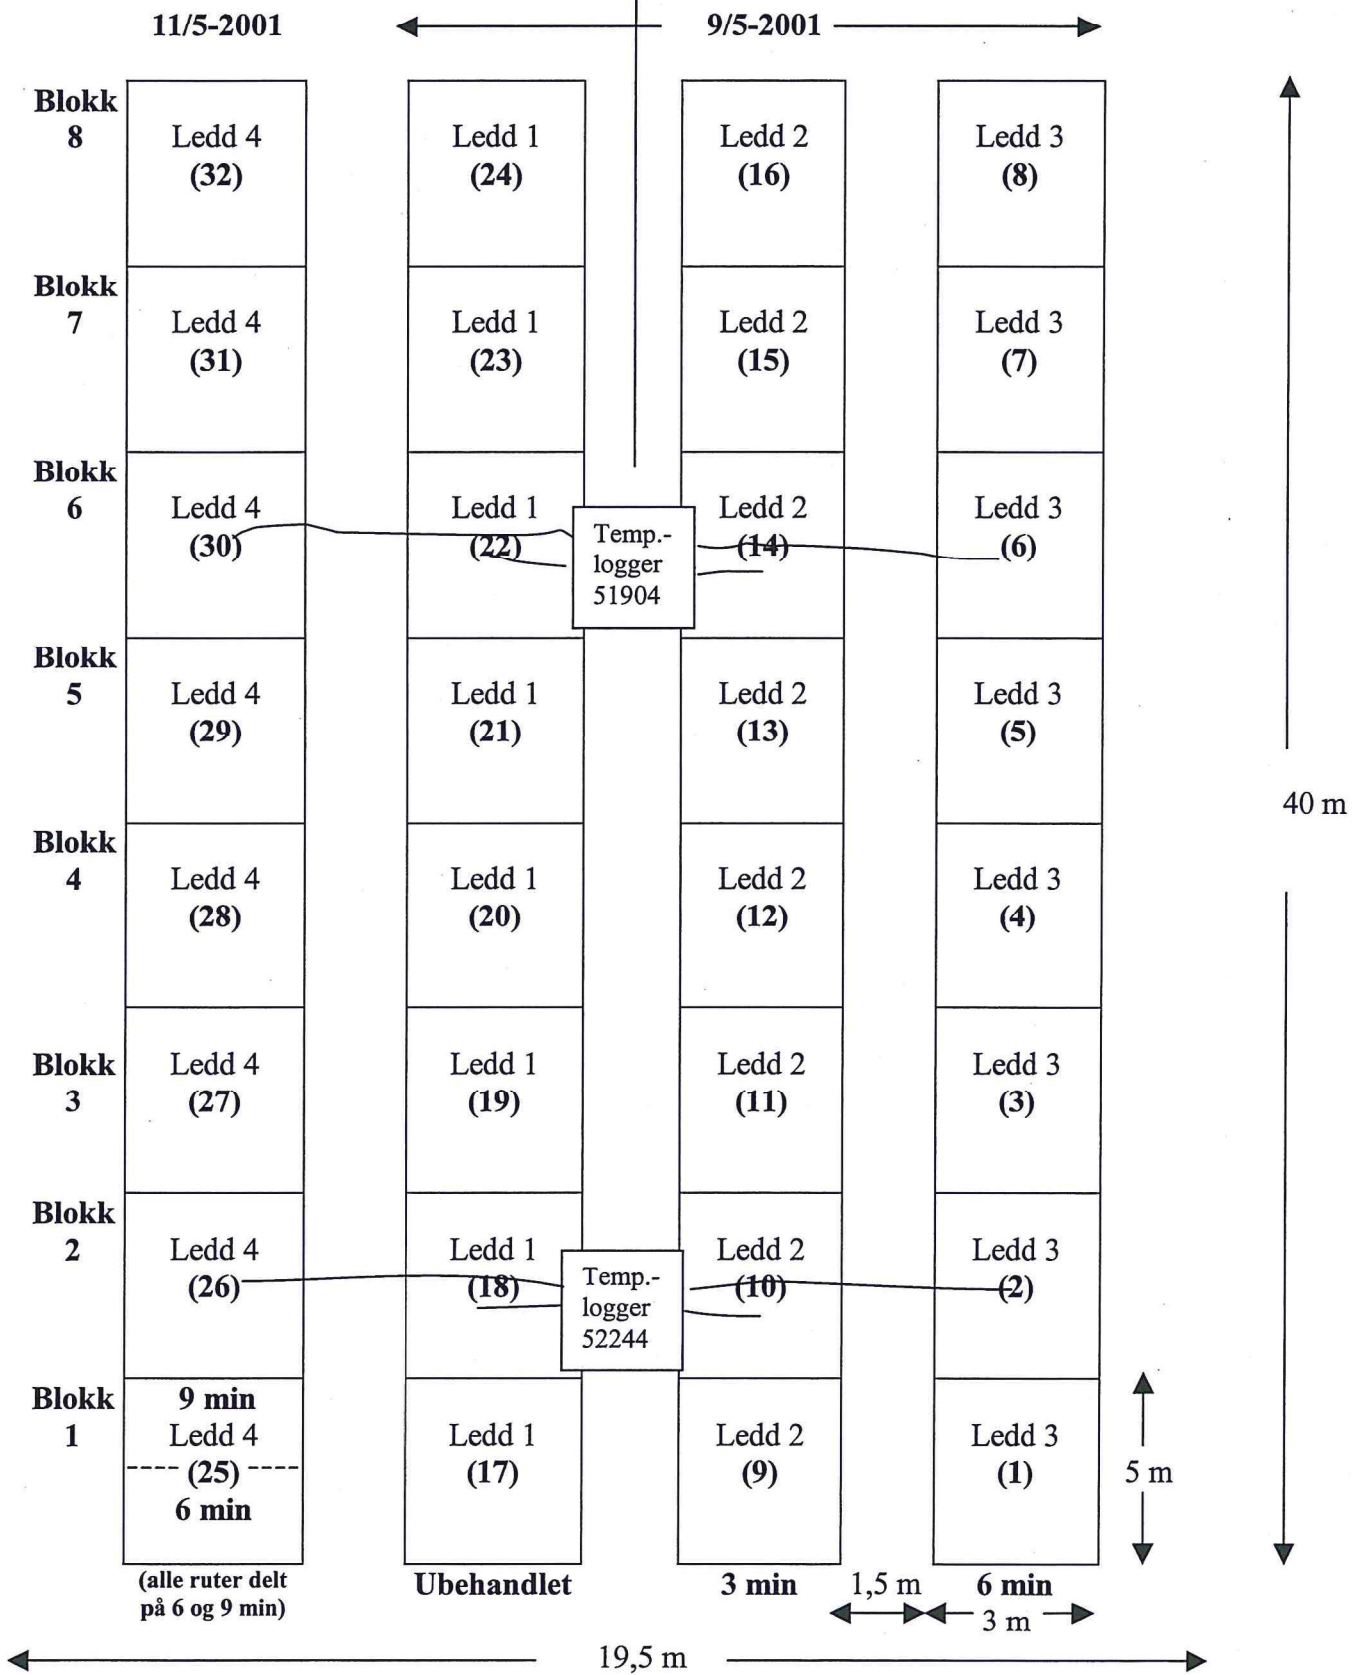 11/5-2001
9/5-2001
Blokk
8
Ledd 4
(32)
Ledd 1
(24)
Ledd 2
(16)
Ledd 3
(8)
Blokk
7
Ledd 4
(31)
Ledd 1
(23)
Ledd 2
(15)
Ledd 3
(7)
Blokk
6
Ledd 4
(30)
Ledd 1
(22)
Temp.-
logger
51904
Ledd 2
(14)
Ledd 3
(6)
Blokk
5
Ledd 4
(29)
Ledd 1
(21)
Ledd 2
(13)
Ledd 3
(5)
40 m
Blokk
4
Ledd 4
(28)
Ledd 1
(20)
Ledd 2
(12)
Ledd 3
(4)
Blokk
3
Ledd 4
(27)
Ledd 1
(19)
Ledd 2
(11)
Ledd 3
(3)
Blokk
2
Ledd 4
(26)
Ledd 1
(18)
Temp.-
logger
52244
Ledd 2
(10)
Ledd 3
(2)
Blokk
1
9 min
Ledd 4
(25)
6 min
Ledd 1
(17)
Ledd 2
(9)
Ledd 3
(1)
5 m
(alle ruter delt
på 6 og 9 min)
Ubehandlet
3 min
1,5 m
6 min
3 m
19,5 m